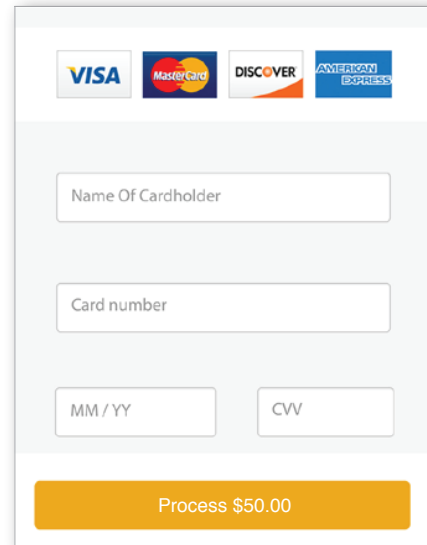 VISA MasterCard DISCOVER AMERICAN
EXPRESS
Name Of Cardholder
Card number
MM / YY CVV
Process $50.00